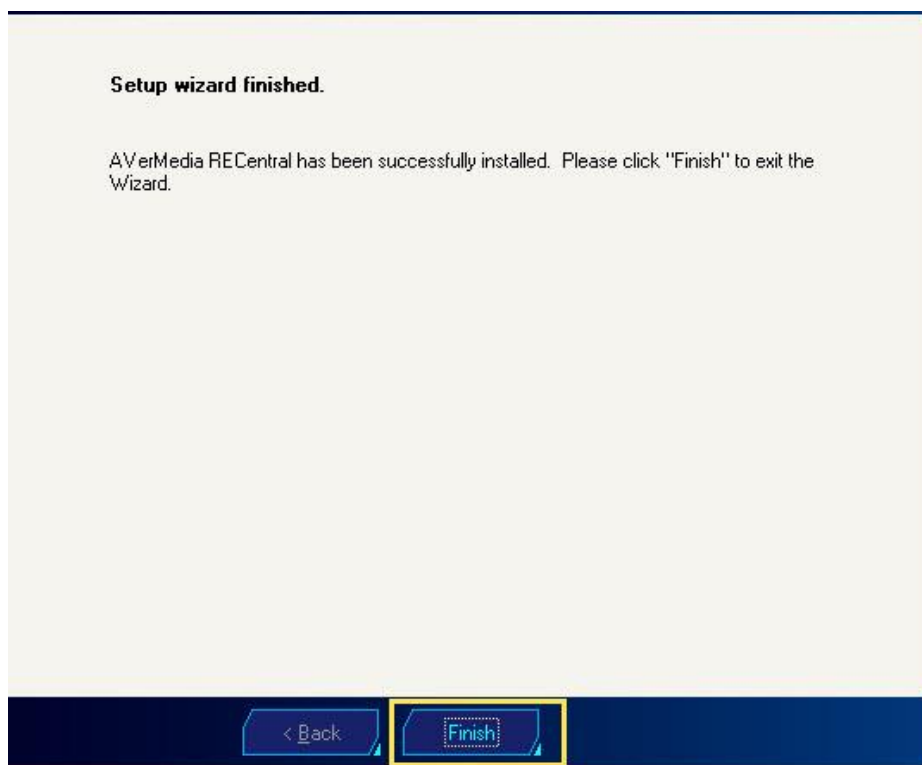 Setup wizard finished.
AVerMedia RECentral has been successfully installed. Please click "Finish" to exit the
Wizard.
< Back
Finish